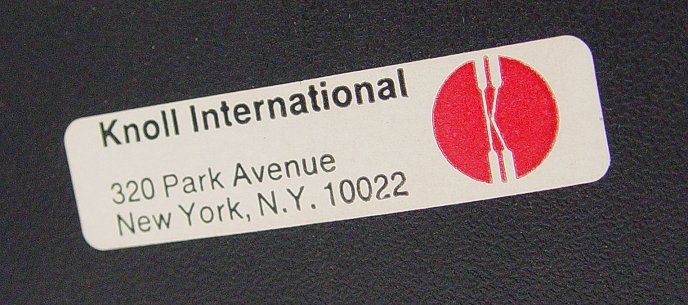 Knoll International
320 Park Avenue
New York, N.Y. 10022